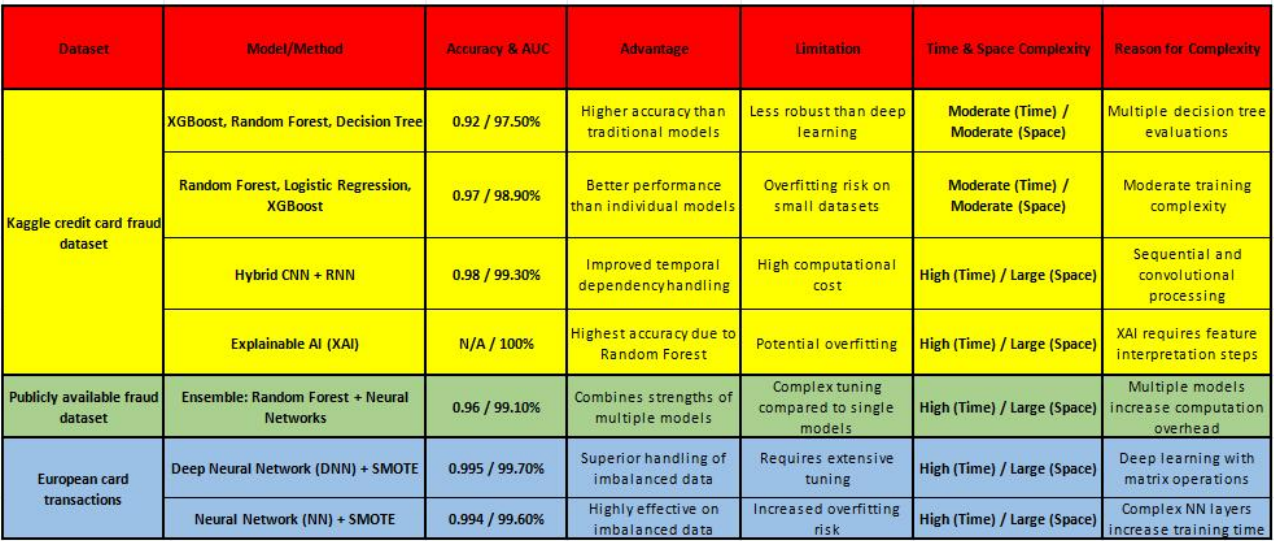 Dataset Model/Method Accuracy & AUC Advantage Limitation Time & Space Complexity Reason for Complexity
Kaggle credit card fraud
dataset
XGBoost, Random Forest, Decision Tree
0.92 / 97.50%
Higher accuracy than
traditional models
Less robust than deep
learning
Moderate (Time) /
Moderate (Space)
Multiple decision tree
evaluations
Random Forest, Logistic Regression,
XGBoost
0.97 / 98.90%
Better performance
than individual models
Overfitting risk on
small datasets
Moderate (Time) /
Moderate (Space)
Moderate training
complexity
Hybrid CNN + RNN
0.98 / 99.30%
Improved temporal
dependency handling
High computational
cost
High (Time) / Large (Space)
Sequential and
convolutional
processing
Explainable AI (XAI)
N/A / 100%
Highest accuracy due to
Random Forest
Potential overfitting
High (Time) / Large (Space)
XAI requires feature
interpretation steps
Publicly available fraud
dataset
Ensemble: Random Forest + Neural
Networks
0.96 / 99.10%
Combines strengths of
multiple models
Complex tuning
compared to single
models
High (Time) / Large (Space)
Multiple models
increase computation
overhead
European card
transactions
Deep Neural Network (DNN) + SMOTE
0.995 / 99.70%
Superior handling of
imbalanced data
Requires extensive
tuning
High (Time) / Large (Space)
Deep learning with
matrix operations
Neural Network (NN) + SMOTE
0.994 / 99.60%
Highly effective on
imbalanced data
Increased overfitting
risk
High (Time) / Large (Space)
Complex NN layers
increase training time